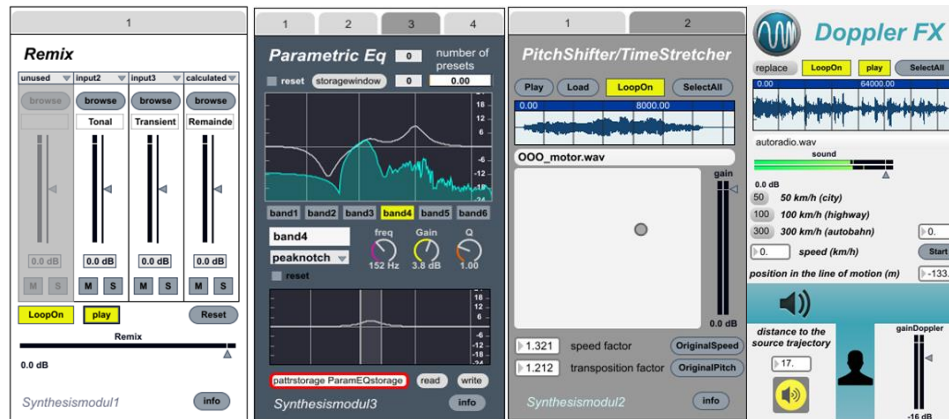 1
Remix
unused input2 input3 calculated
browse browse browse browse
Tonal Transient Remainde
0.0 dB 0.0 dB 0.0 dB 0.0 dB
M S M S M S M S
LoopOn play Reset
Remix
0.0 dB
Synthesismodul1 info
1 2 3 4
Parametric Eq 0 number of
presets
reset storagewindow 0 0.00
18
12
6
-6
-12
-18
-24
band1 band2 band3 band4 band5 band6
band4 freq Gain Q
peaknotch
152 Hz 3.8 dB 1.00
reset
18
12
6
-6
-12
-18
-24
pattrstorage ParamEQstorage read write
Synthesismodul3 info
1 2
PitchShifter/TimeStretcher
Play Load LoopOn SelectAll
0.00 8000.00
OOO_motor.wav
gain
0.0 dB
1.321 speed factor OriginalSpeed
1.212 transposition factor OriginalPitch
Synthesismodul2 info
Doppler FX
replace LoopOn play SelectAll
0.00 64000.00
autoradio.wav
sound
0.0 dB
50 50 km/h (city)
100 100 km/h (highway)
300 300 km/h (autobahn) 0.
0. speed (km/h) Start
position in the line of motion (m) -133.
distance to the
source trajectory
17.
gainDoppler
-16 dB